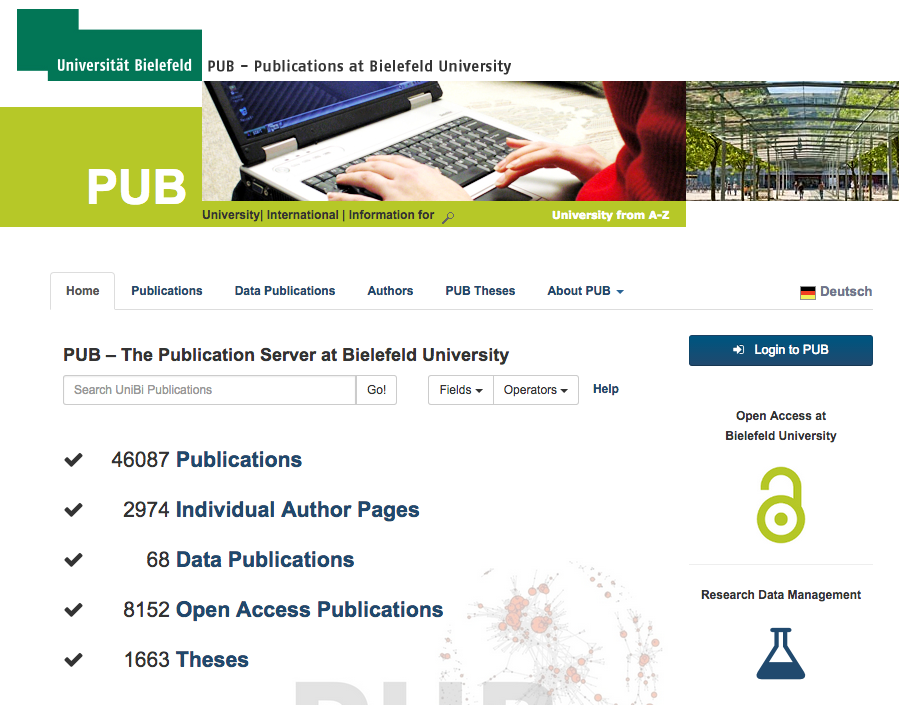 Universität Bielefeld
PUB – Publications at Bielefeld University
PUB
University| International | Information for
University from A-Z
Home
Publications
Data Publications
Authors
PUB Theses
About PUB
Deutsch
PUB – The Publication Server at Bielefeld University
Search UniBi Publications
Go!
Fields
Operators
Help
46087 Publications
2974 Individual Author Pages
68 Data Publications
8152 Open Access Publications
1663 Theses
Login to PUB
Open Access at
Bielefeld University
Research Data Management
PUB